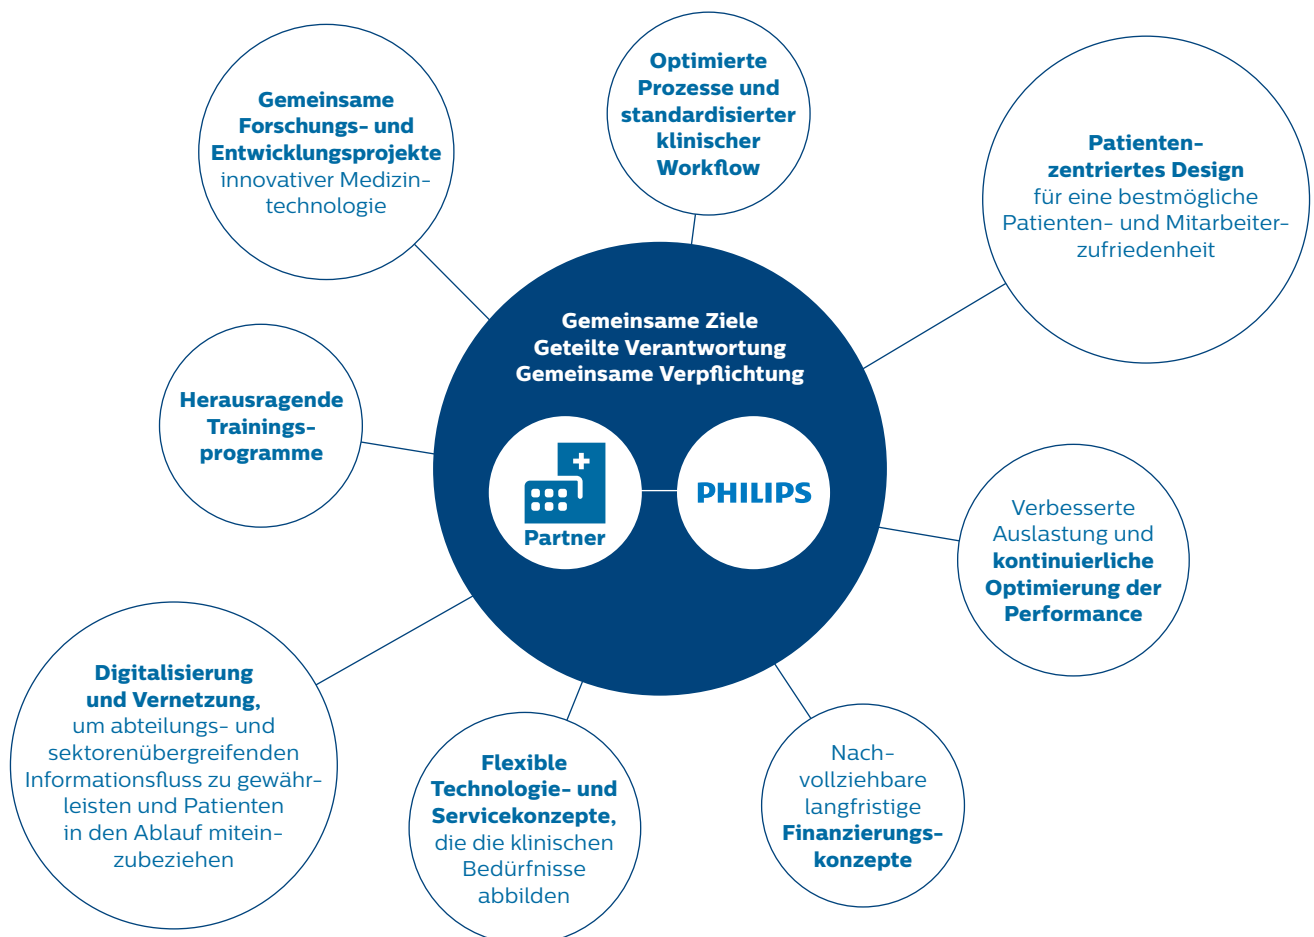 Optimierte
Prozesse und
standardisierter
klinischer
Workflow
Gemeinsame
Forschungs- und
Entwicklungsprojekte
innovativer Medizin-
technologie
Patienten-
zentriertes Design
für eine bestmögliche
Patienten- und Mitarbeiter-
zufriedenheit
Gemeinsame Ziele
Geteilte Verantwortung
Gemeinsame Verpflichtung
Herausragende
Trainings-
programme
Partner
PHILIPS
Verbesserte
Auslastung und
kontinuierliche
Optimierung der
Performance
Digitalisierung
und Vernetzung,
um abteilungs- und
sektorenübergreifenden
Informationsfluss zu gewähr-
leisten und Patienten
in den Ablauf mitein-
zubeziehen
Flexible
Technologie- und
Servicekonzepte,
die die klinischen
Bedürfnisse
abbilden
Nach-
vollziehbare
langfristige
Finanzierungs-
konzepte